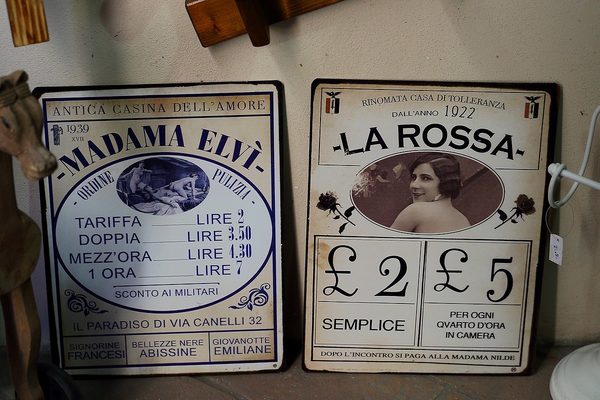 ANTICA CASINA DELL'AMORE
1939
XVII
-MADAMA ELVÌ-
ORDINE PULIZIA
TARIFFA LIRE 2
DOPPIA LIRE 3.50
MEZZ'ORA LIRE 4.30
1 ORA LIRE 7
SCONTO AI MILITARI
IL PARADISO DI VIA CANELLI 32
SIGNORINE
FRANCESI
BELLEZZE NERE
ABISSINE
GIOVANOTTE
EMILIANE
RINOMATA CASA DI TOLLERANZA
DALL'ANNO 1922
-LA ROSSA-
£ 2
SEMPLICE
£ 5
PER OGNI
QVARTO D'ORA
IN CAMERA
DOPO L'INCONTRO SI PAGA ALLA MADAMA NILDE